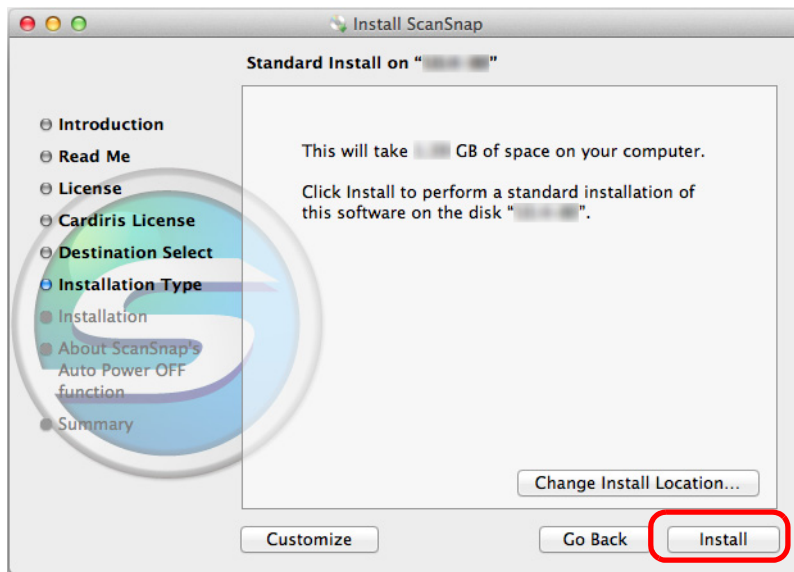 Install ScanSnap
Standard Install on " "
Introduction
Read Me
License
Cardiris License
Destination Select
Installation Type
Installation
About ScanSnap's
Auto Power OFF
function
Summary
This will take GB of space on your computer.
Click Install to perform a standard installation of
this software on the disk " ".
Change Install Location...
Customize
Go Back
Install